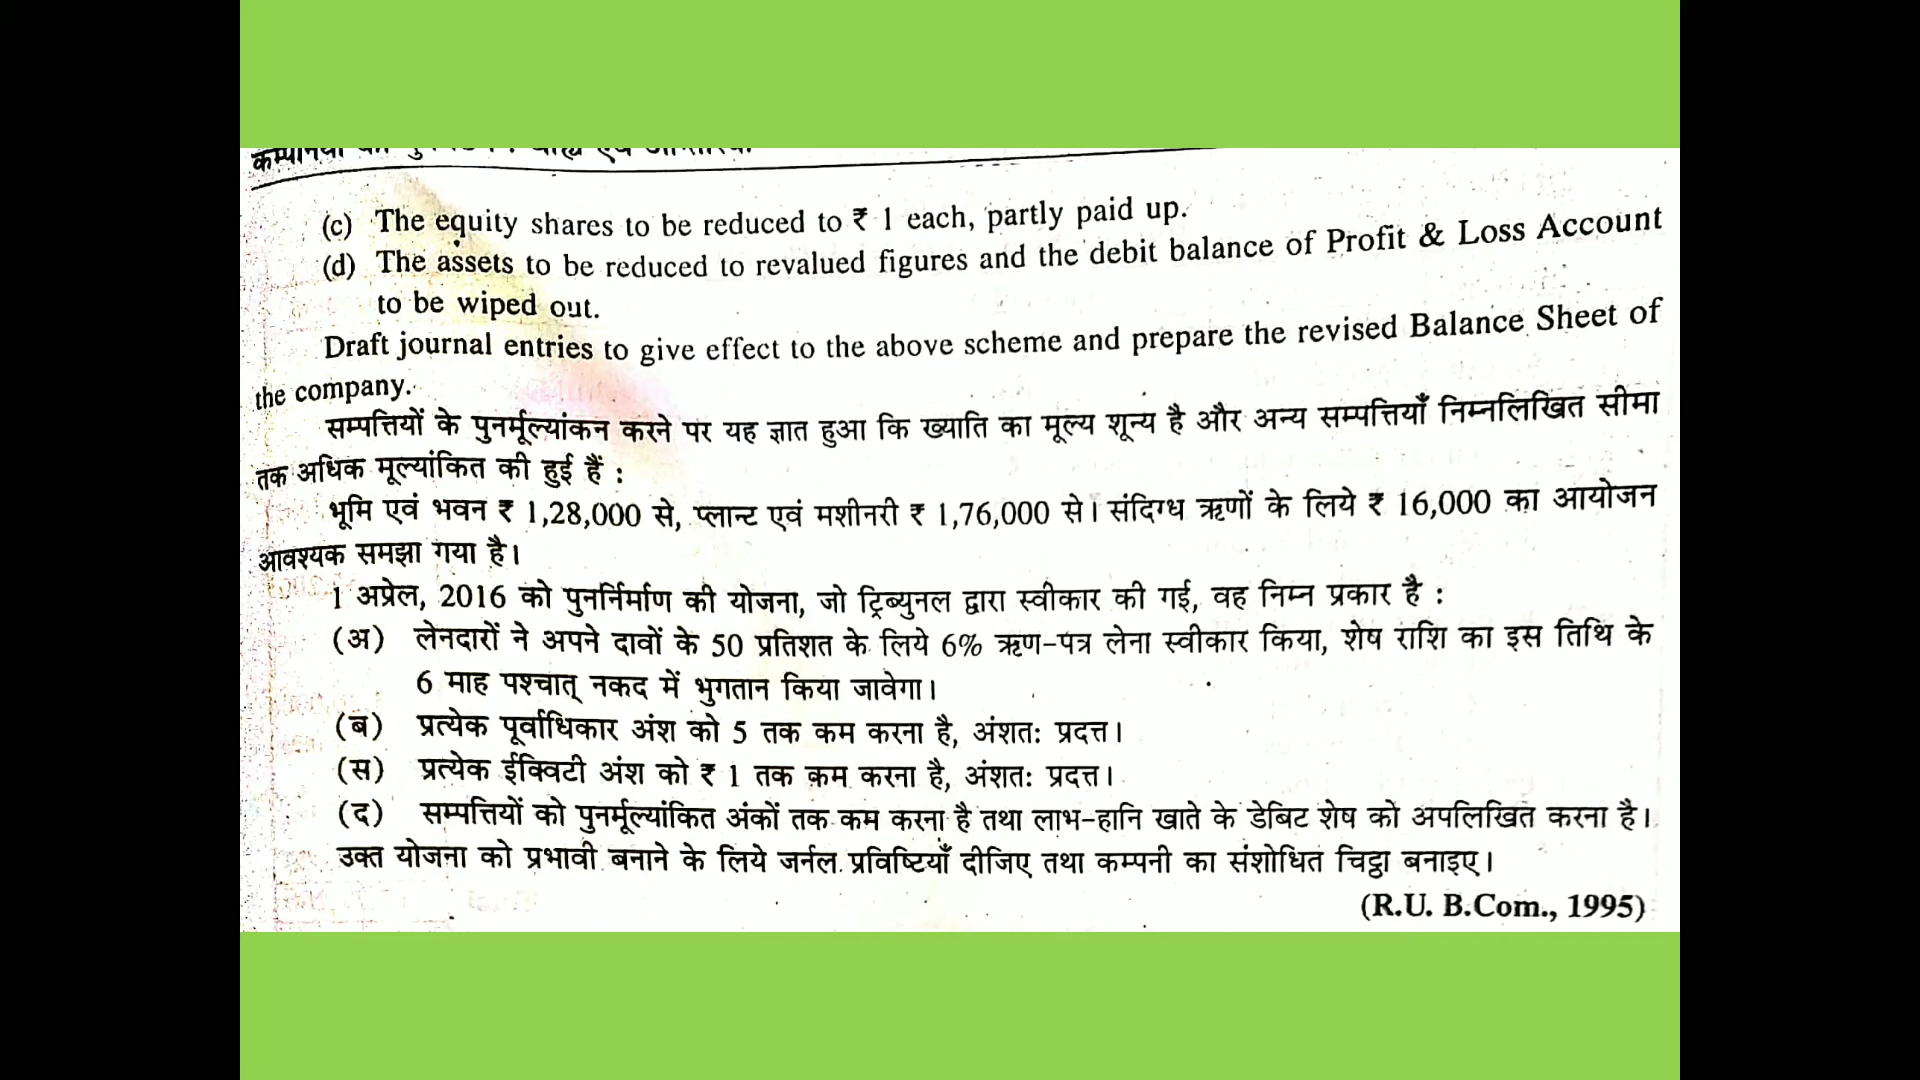 (c) The equity shares to be reduced to ₹ 1 each, partly paid up.
(d) The assets to be reduced to revalued figures and the debit balance of Profit & Loss Account
to be wiped out.
Draft journal entries to give effect to the above scheme and prepare the revised Balance Sheet of
the company.
सम्पत्तियों के पुनर्मूल्यांकन करने पर यह ज्ञात हुआ कि ख्याति का मूल्य शून्य है और अन्य सम्पत्तियाँ निम्नलिखित सीमा
तक अधिक मूल्यांकित की हुई हैं :
भूमि एवं भवन ₹ 1,28,000 से, प्लान्ट एवं मशीनरी ₹ 1,76,000 से। संदिग्ध ऋणों के लिये ₹ 16,000 का आयोजन
आवश्यक समझा गया है।
1 अप्रेल, 2016 को पुनर्निर्माण की योजना, जो ट्रिब्युनल द्वारा स्वीकार की गई, वह निम्न प्रकार है :
(अ) लेनदारों ने अपने दावों के 50 प्रतिशत के लिये 6% ऋण-पत्र लेना स्वीकार किया, शेष राशि का इस तिथि के
6 माह पश्चात् नकद में भुगतान किया जावेगा।
(ब) प्रत्येक पूर्वाधिकार अंश को 5 तक कम करना है, अंशतः प्रदत्त।
(स) प्रत्येक ईक्विटी अंश को ₹ 1 तक कम करना है, अंशतः प्रदत्त।
(द) सम्पत्तियों को पुनर्मूल्यांकित अंकों तक कम करना है तथा लाभ-हानि खाते के डेबिट शेष को अपलिखित करना है।
उक्त योजना को प्रभावी बनाने के लिये जर्नल प्रविष्टियाँ दीजिए तथा कम्पनी का संशोधित चिट्ठा बनाइए।
(R.U. B.Com., 1995)